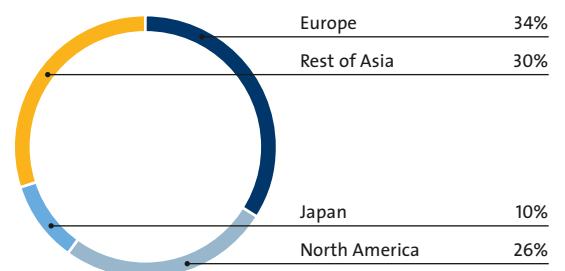 Europe 34%
Rest of Asia 30%
Japan 10%
North America 26%